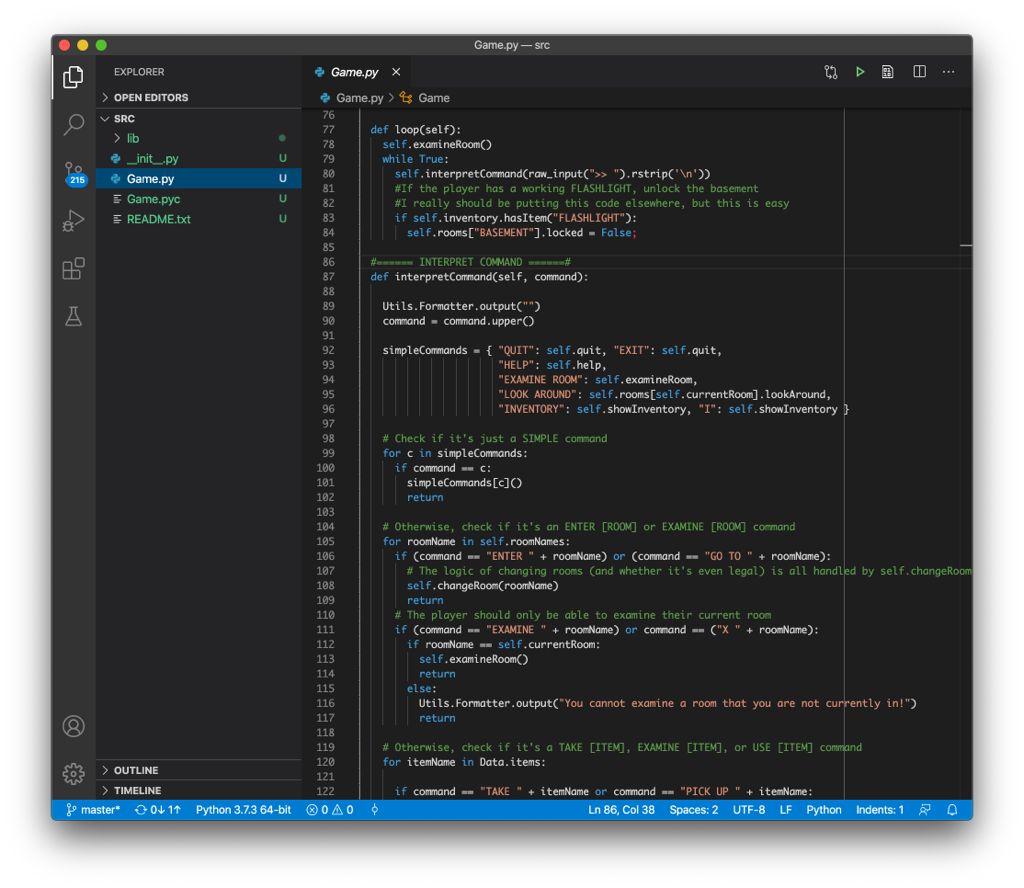 Game.py — src
EXPLORER
OPEN EDITORS
SRC
lib
__init__.py U
Game.py U
Game.pyc U
README.txt U
OUTLINE
TIMELINE
215
Game.py
Game.py > Game
76
77 def loop(self):
78 self.examineRoom()
79 while True:
80 self.interpretCommand(raw_input(">> ").rstrip('\n'))
81 #If the player has a working FLASHLIGHT, unlock the basement
82 #I really should be putting this code elsewhere, but this is easy
83 if self.inventory.hasItem("FLASHLIGHT"):
84 self.rooms["BASEMENT"].locked = False;
85
86 #====== INTERPRET COMMAND ======#
87 def interpretCommand(self, command):
88
89 Utils.Formatter.output("")
90 command = command.upper()
91
92 simpleCommands = { "QUIT": self.quit, "EXIT": self.quit,
93 "HELP": self.help,
94 "EXAMINE ROOM": self.examineRoom,
95 "LOOK AROUND": self.rooms[self.currentRoom].lookAround,
96 "INVENTORY": self.showInventory, "I": self.showInventory }
97
98 # Check if it's just a SIMPLE command
99 for c in simpleCommands:
100 if command == c:
101 simpleCommands[c]()
102 return
103
104 # Otherwise, check if it's an ENTER [ROOM] or EXAMINE [ROOM] command
105 for roomName in self.roomNames:
106 if (command == "ENTER " + roomName) or (command == "GO TO " + roomName):
107 # The logic of changing rooms (and whether it's even legal) is all handled by self.changeRoom
108 self.changeRoom(roomName)
109 return
110 # The player should only be able to examine their current room
111 if (command == "EXAMINE " + roomName) or command == ("X " + roomName):
112 if roomName == self.currentRoom:
113 self.examineRoom()
114 return
115 else:
116 Utils.Formatter.output("You cannot examine a room that you are not currently in!")
117 return
118
119 # Otherwise, check if it's a TAKE [ITEM], EXAMINE [ITEM], or USE [ITEM] command
120 for itemName in Data.items:
121
122 if command == "TAKE " + itemName or command == "PICK UP " + itemName:
master* 0↓ 1↑ Python 3.7.3 64-bit 0 0 Ln 86, Col 38 Spaces: 2 UTF-8 LF Python Indents: 1